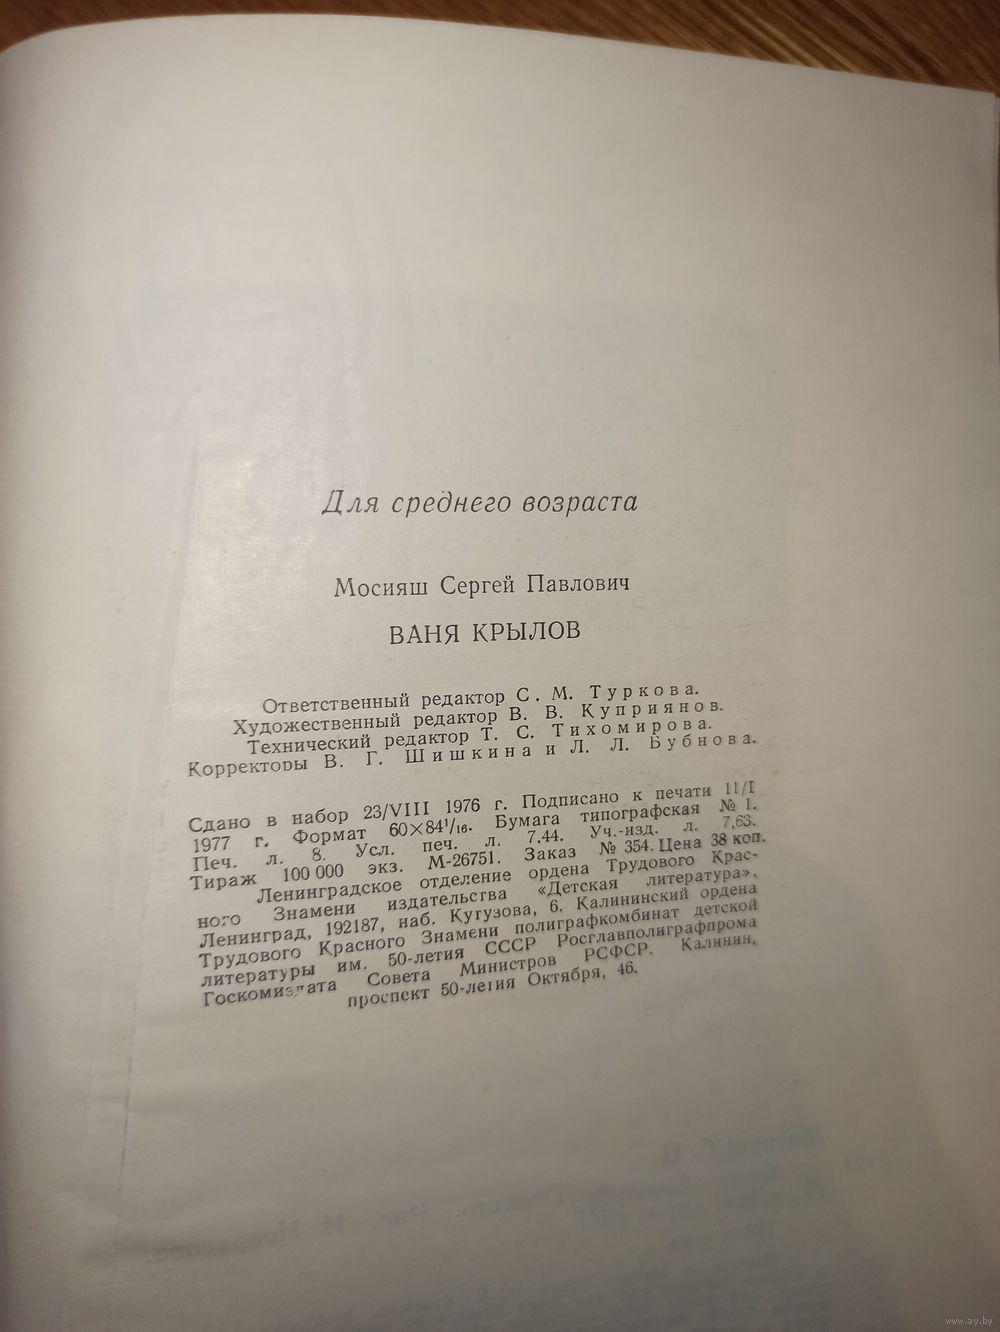 Для среднего возраста
Мосияш Сергей Павлович
ВАНЯ КРЫЛОВ
Ответственный редактор С. М. Туркова.
Художественный редактор В. В. Куприянов.
Технический редактор Т. С. Тихомирова.
Корректоры В. Г. Шишкина и Л. Л. Бубнова.
Сдано в набор 23/VIII 1976 г. Подписано к печати 11/I
1977 г. Формат 60×84¹/₁₆. Бумага типографская № 1.
Печ. л. 8. Усл. печ. л. 7,44. Уч.-изд. л. 7,63.
Тираж 100 000 экз. М-26751. Заказ № 354. Цена 38 коп.
Ленинградское отделение ордена Трудового Крас-
ного Знамени издательства «Детская литература».
Ленинград, 192187, наб. Кутузова, 6. Калининский ордена
Трудового Красного Знамени полиграфкомбинат детской
литературы им. 50-летия СССР Росглавполиграфпрома
Госкомиздата Совета Министров РСФСР. Калинин,
проспект 50-летия Октября, 46.
www.ay.by